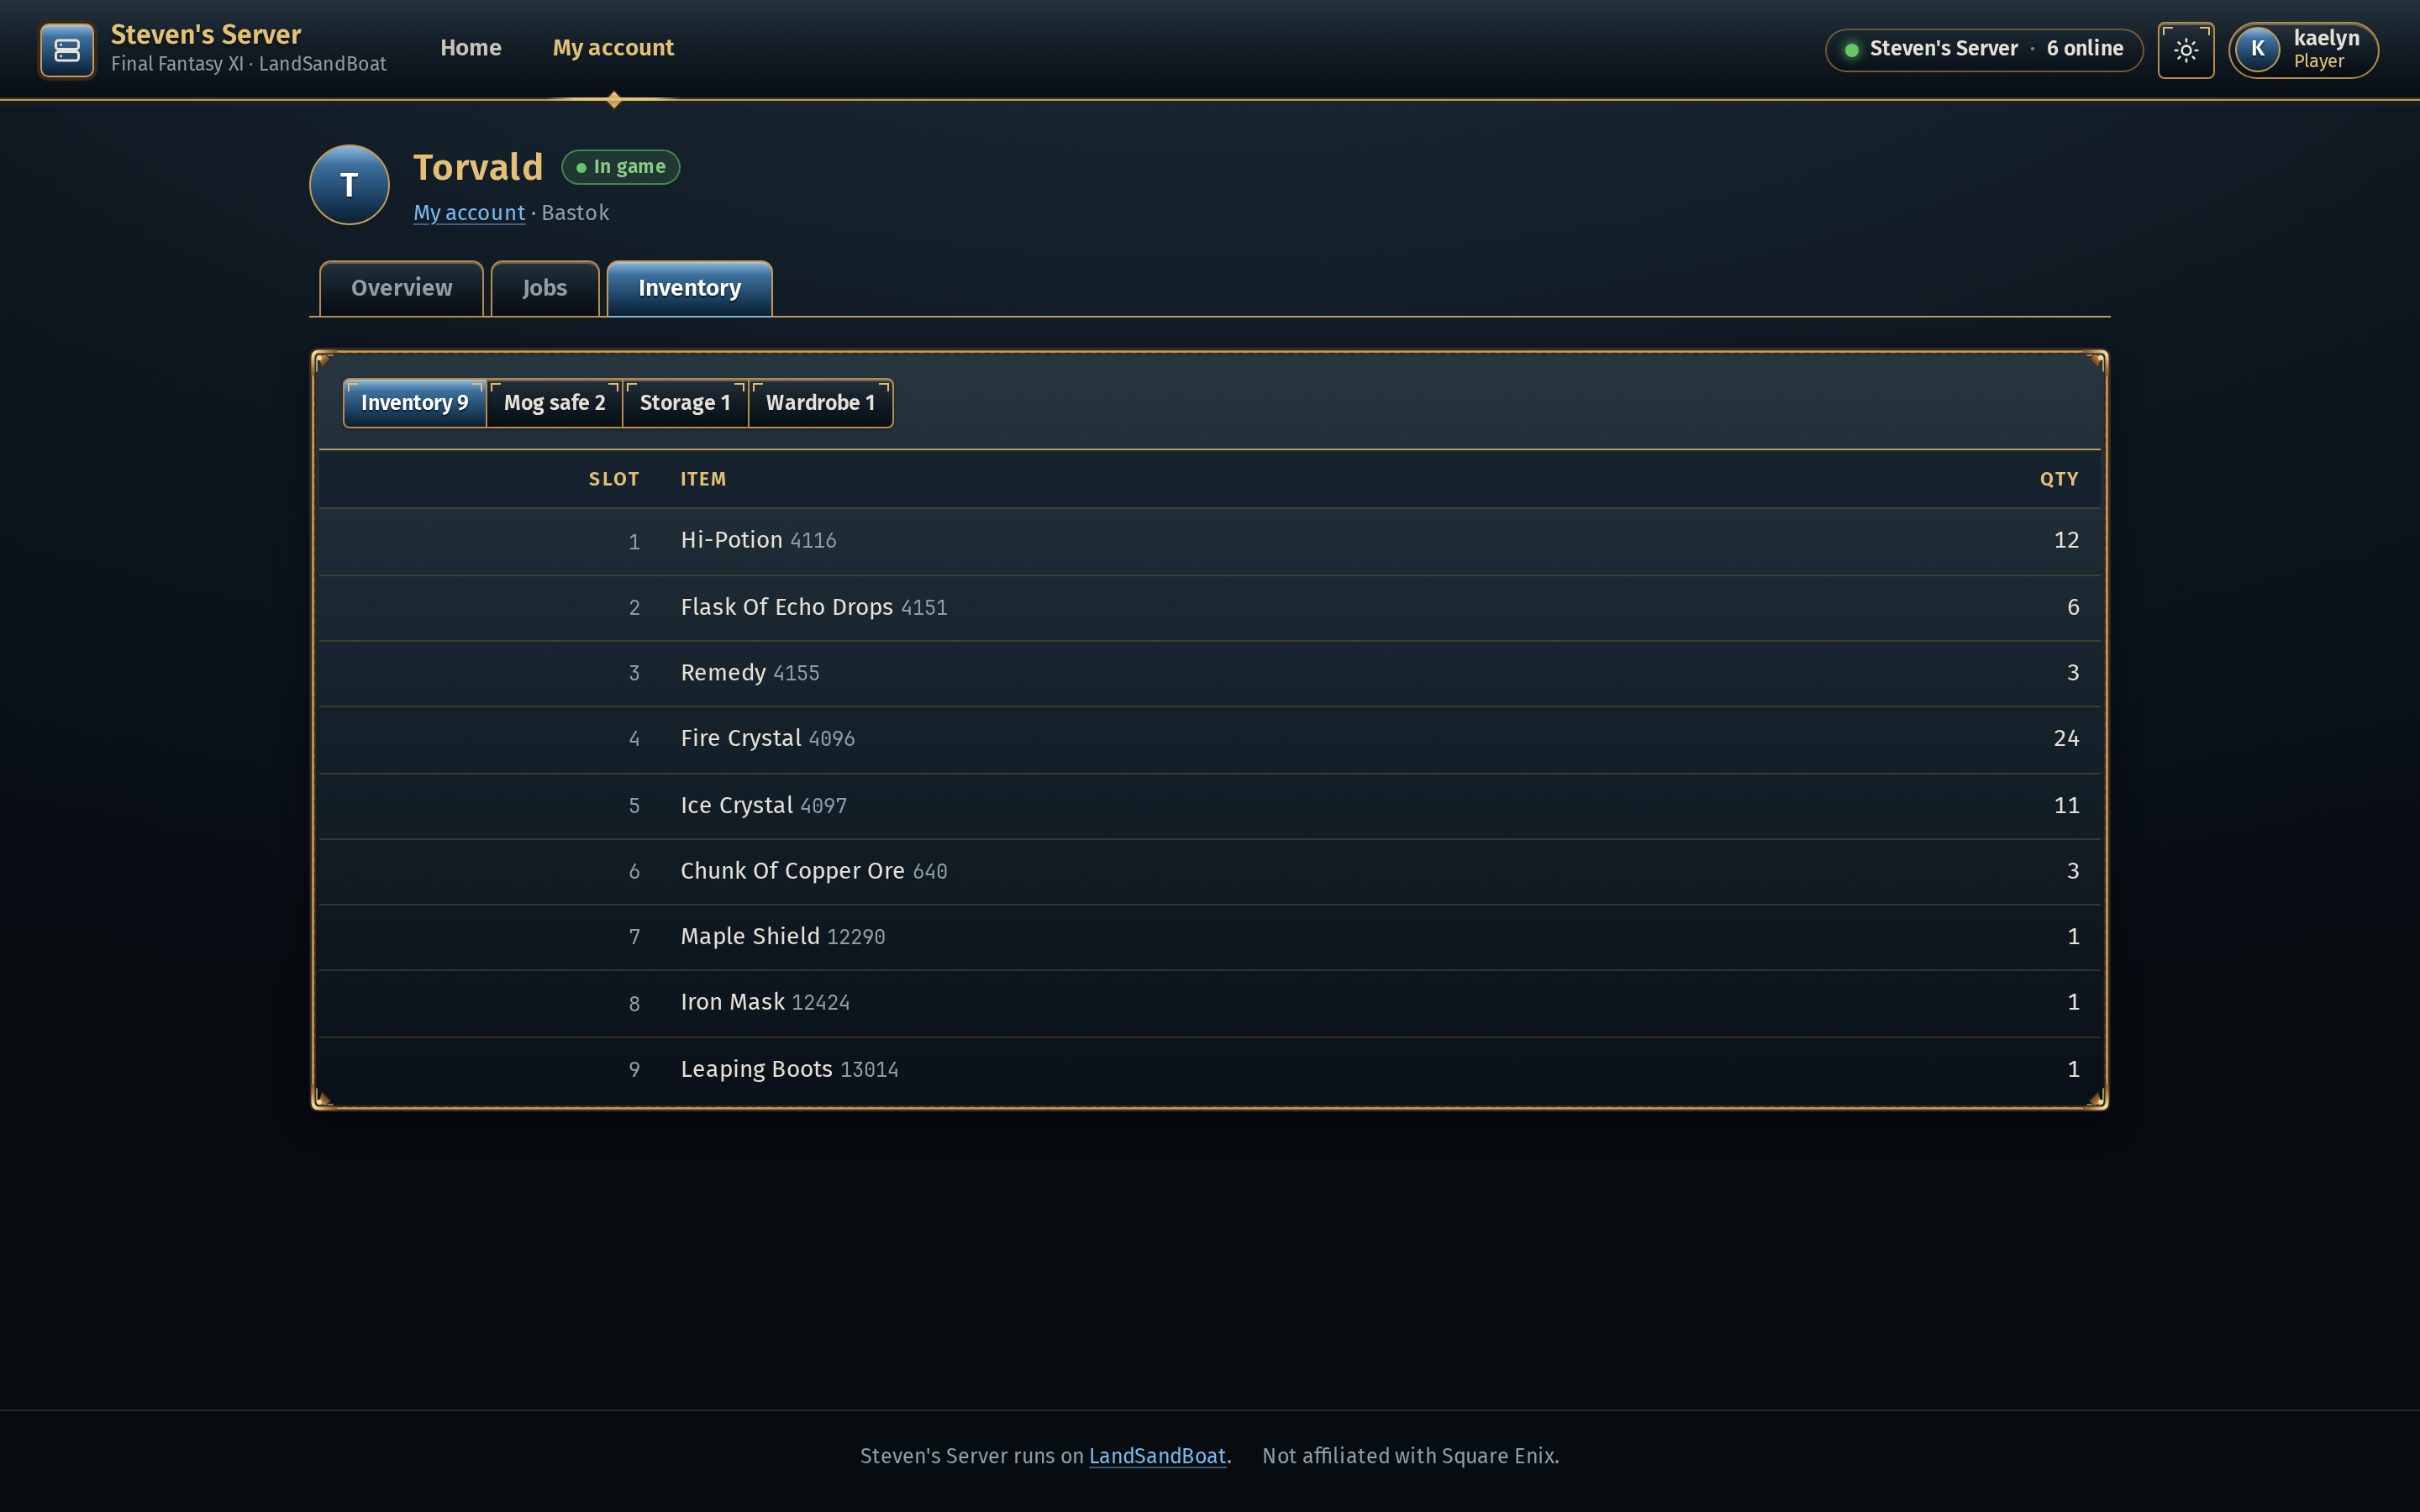 Steven's Server
Final Fantasy XI · LandSandBoat
Home
My account
Steven's Server · 6 online
K
kaelyn
Player
T
Torvald
In game
My account · Bastok
Overview
Jobs
Inventory
Inventory 9
Mog safe 2
Storage 1
Wardrobe 1
SLOT ITEM QTY
1 Hi-Potion 4116 12
2 Flask Of Echo Drops 4151 6
3 Remedy 4155 3
4 Fire Crystal 4096 24
5 Ice Crystal 4097 11
6 Chunk Of Copper Ore 640 3
7 Maple Shield 12290 1
8 Iron Mask 12424 1
9 Leaping Boots 13014 1
Steven's Server runs on LandSandBoat. Not affiliated with Square Enix.